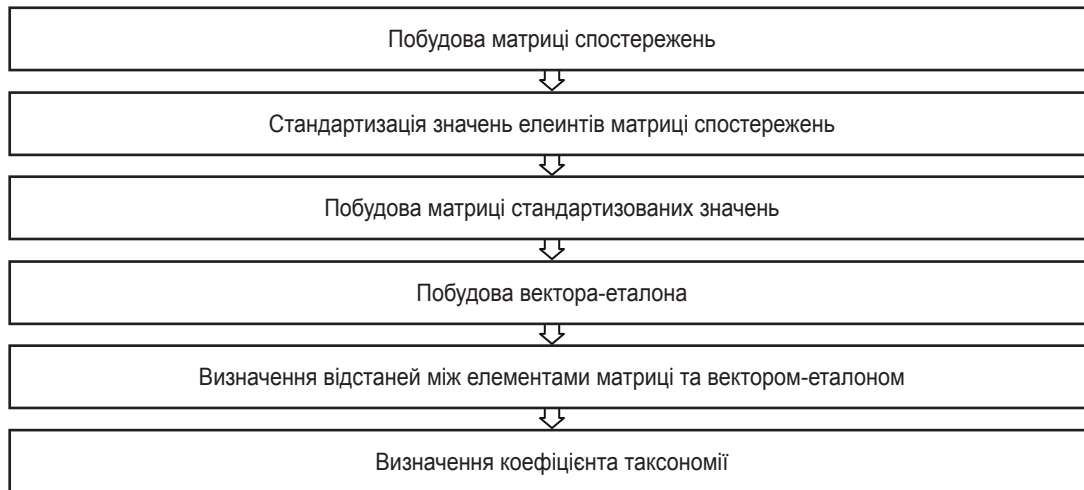 Побудова матриці спостережень
Стандартизація значень елеинтів матриці спостережень
Побудова матриці стандартизованих значень
Побудова вектора-еталона
Визначення відстаней між елементами матриці та вектором-еталоном
Визначення коефіцієнта таксономії